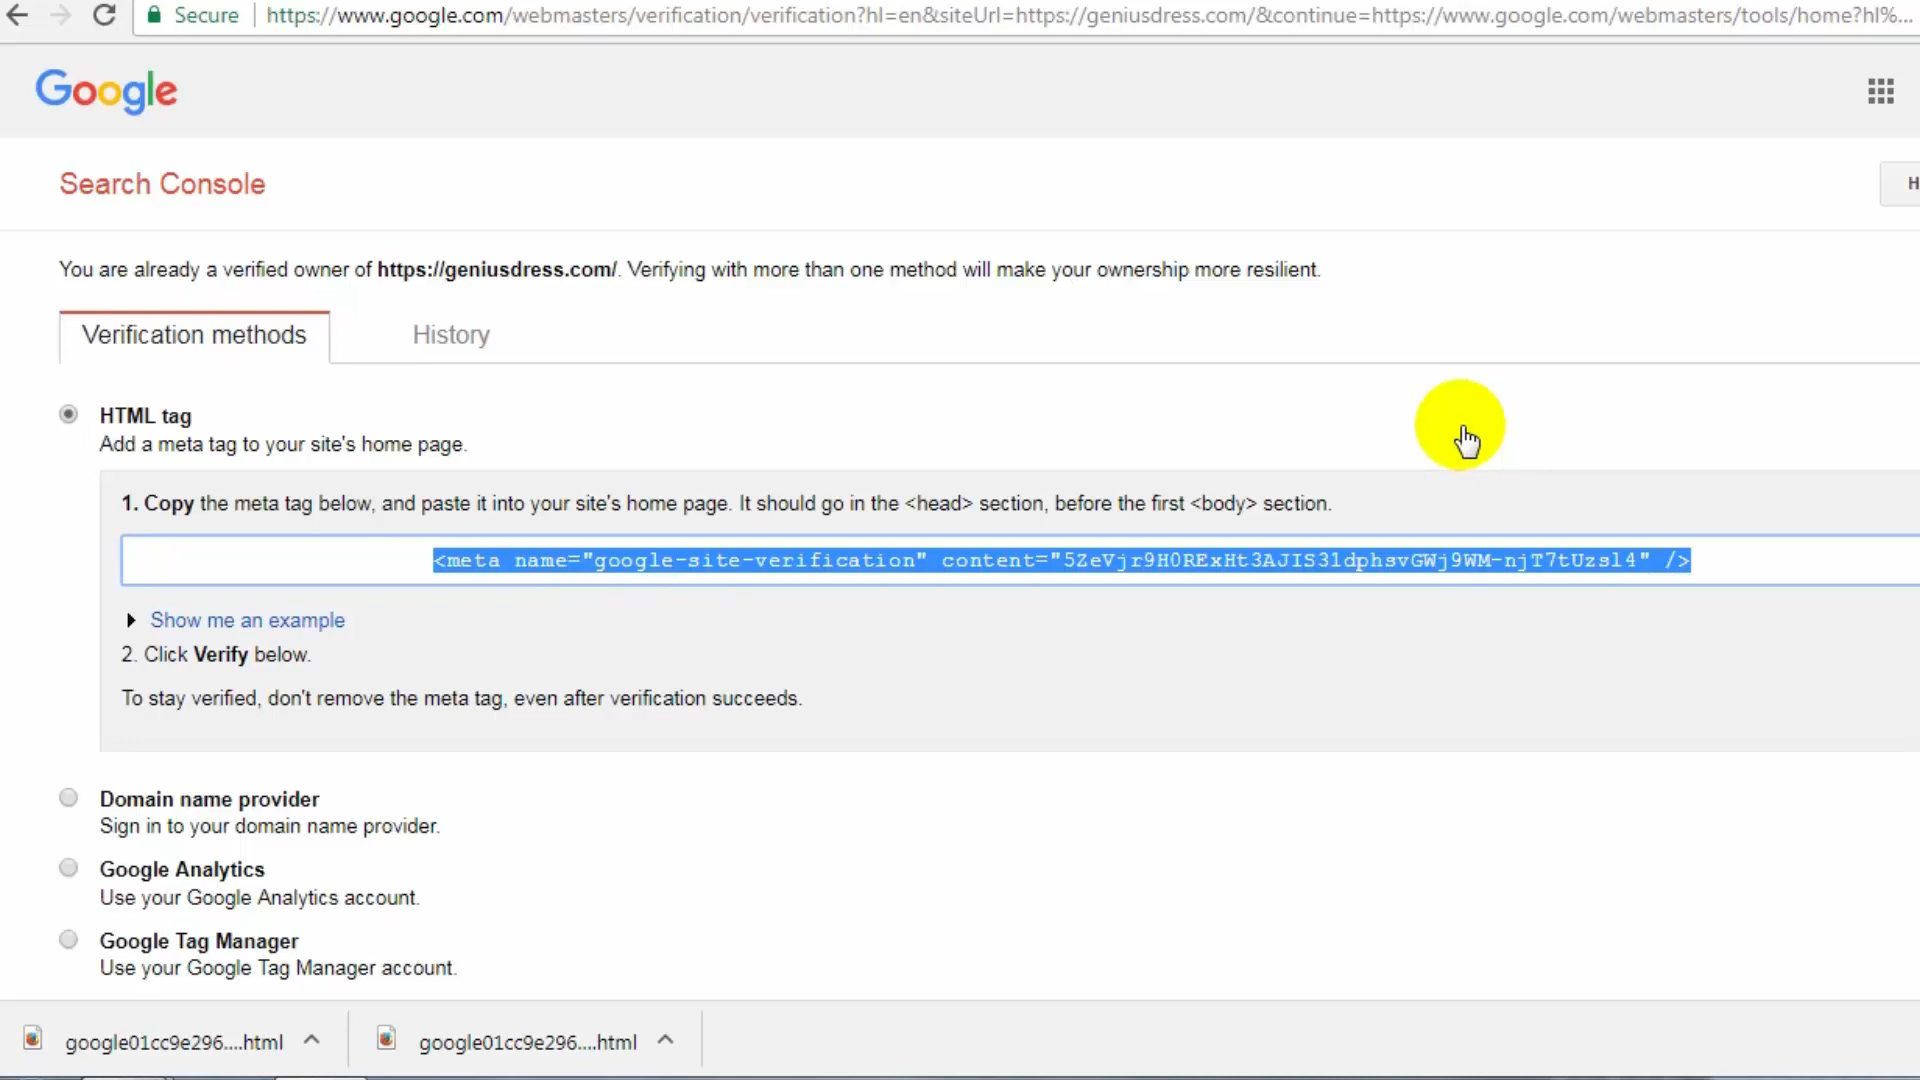 Secure https://www.google.com/webmasters/verification/verification?hl=en&siteUrl=https://geniusdress.com/&continue=https://www.google.com/webmasters/tools/home?hl%...
Google
Search Console
H
You are already a verified owner of https://geniusdress.com/. Verifying with more than one method will make your ownership more resilient.
Verification methods
History
HTML tag
Add a meta tag to your site's home page.
1. Copy the meta tag below, and paste it into your site's home page. It should go in the <head> section, before the first <body> section.
<meta name="google-site-verification" content="5ZeVjr9H0RExHt3AJIS3ldphsvGWj9WM-njT7tUzsl4" />
Show me an example
2. Click Verify below.
To stay verified, don't remove the meta tag, even after verification succeeds.
Domain name provider
Sign in to your domain name provider.
Google Analytics
Use your Google Analytics account.
Google Tag Manager
Use your Google Tag Manager account.
google01cc9e296....html
google01cc9e296....html